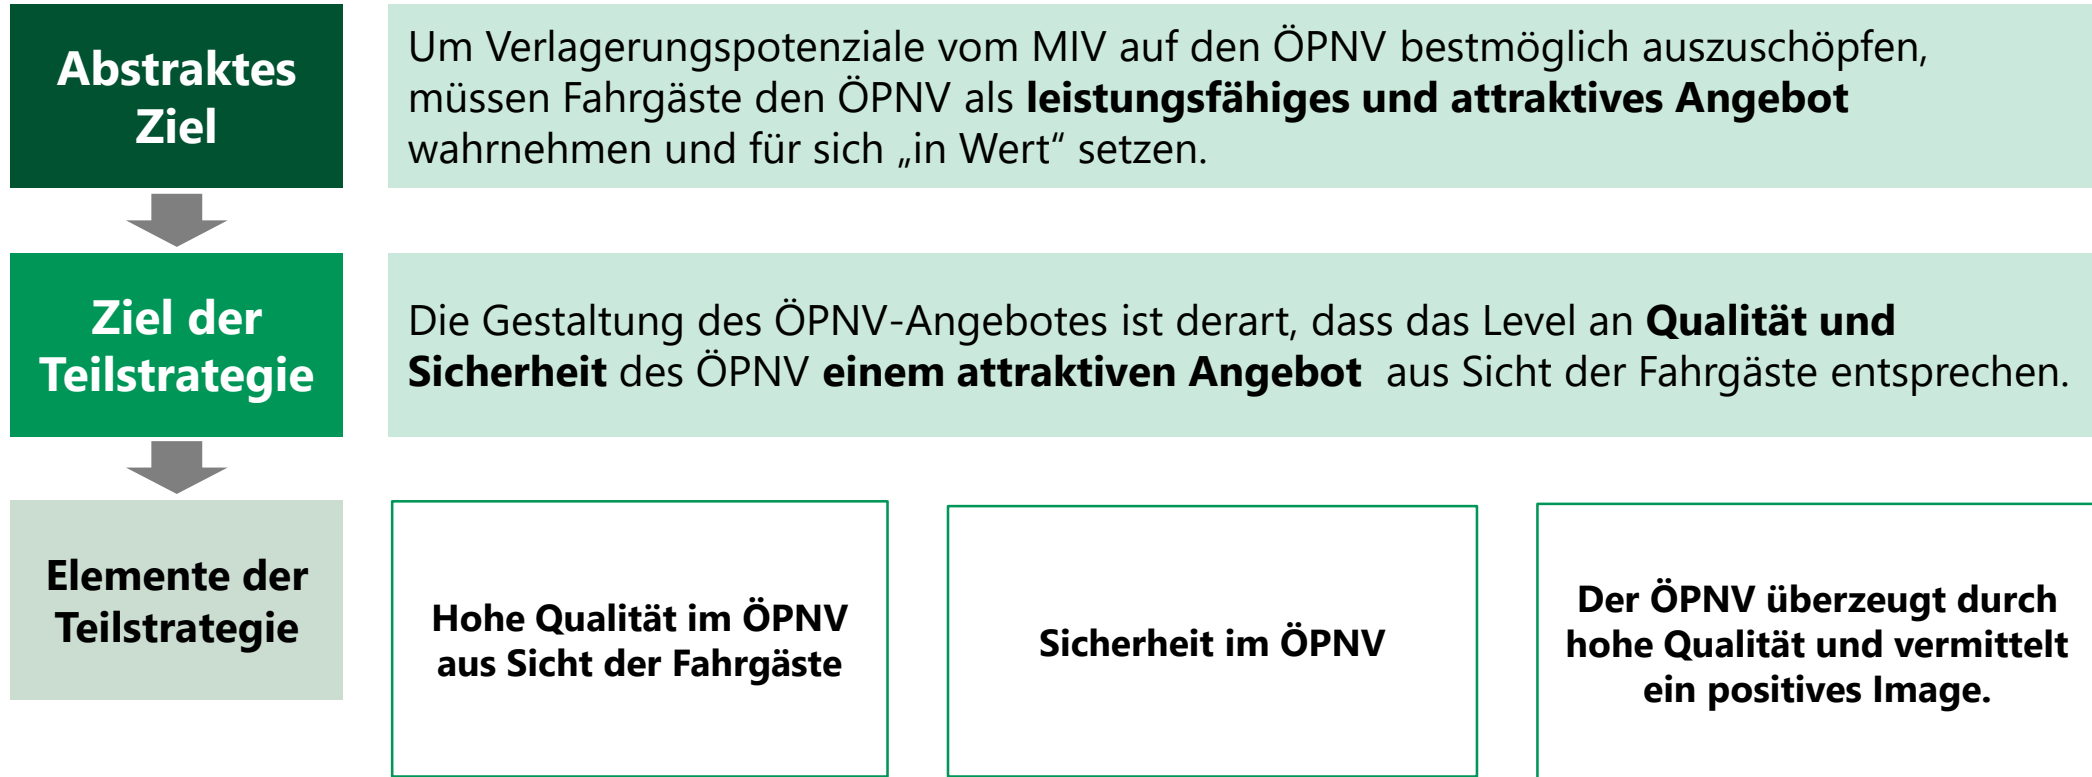 Abstraktes
Ziel
Um Verlagerungspotenziale vom MIV auf den ÖPNV bestmöglich auszuschöpfen,
müssen Fahrgäste den ÖPNV als leistungsfähiges und attraktives Angebot
wahrnehmen und für sich „in Wert“ setzen.
Ziel der
Teilstrategie
Die Gestaltung des ÖPNV-Angebotes ist derart, dass das Level an Qualität und
Sicherheit des ÖPNV einem attraktiven Angebot  aus Sicht der Fahrgäste entsprechen.
Elemente der
Teilstrategie
Hohe Qualität im ÖPNV
aus Sicht der Fahrgäste
Sicherheit im ÖPNV
Der ÖPNV überzeugt durch
hohe Qualität und vermittelt
ein positives Image.